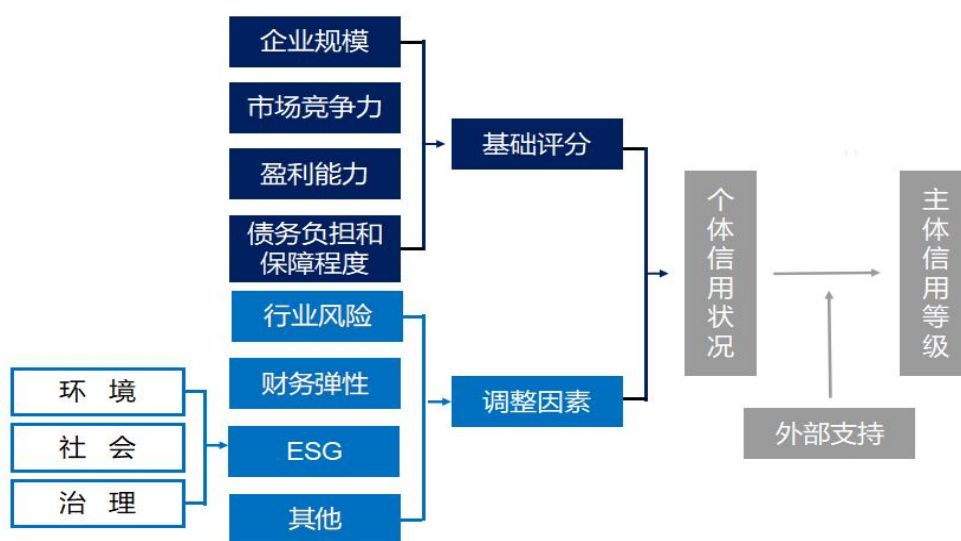 企业规模
市场竞争力
盈利能力
债务负担和
保障程度
基础评分
行业风险
财务弹性
ESG
其他
环 境
社 会
治 理
调整因素
个体信用状况
外部支持
主体信用等级